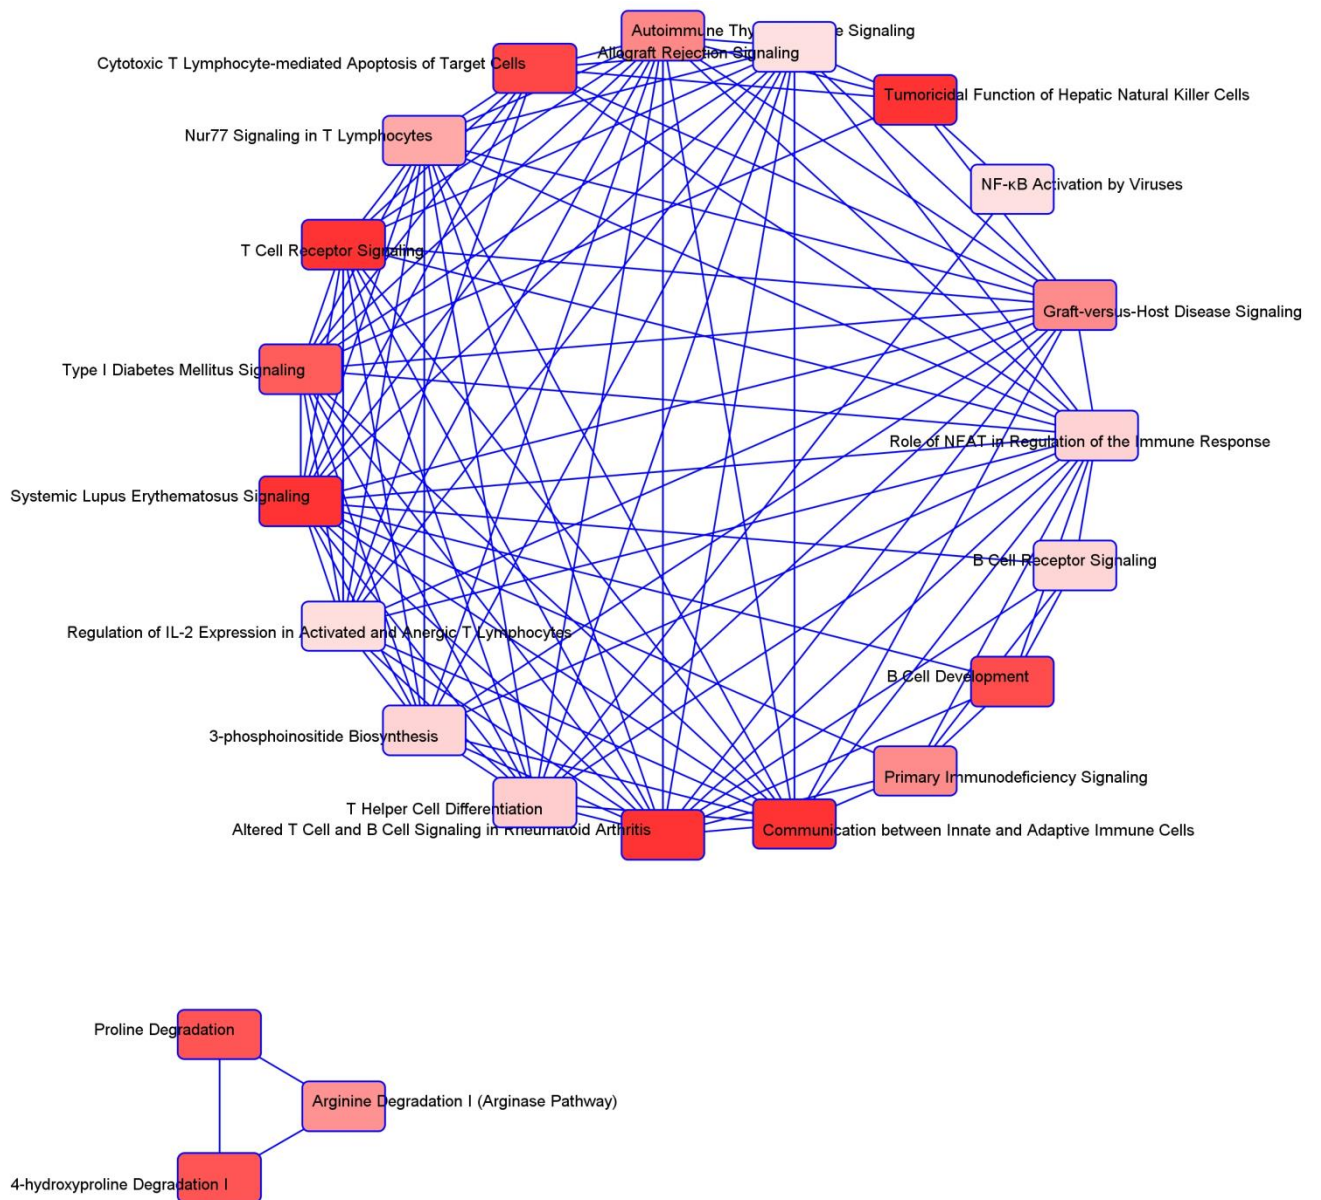 Autoimmune Thy e Signaling
Allograft Rejection Signaling
Cytotoxic T Lymphocyte-mediated Apoptosis of Target Cells
Tumoricidal Function of Hepatic Natural Killer Cells
Nur77 Signaling in T Lymphocytes
NF-κB Activation by Viruses
T Cell Receptor Signaling
Graft-versus-Host Disease Signaling
Type I Diabetes Mellitus Signaling
Role of NFAT in Regulation of the Immune Response
Systemic Lupus Erythematosus Signaling
B Cell Receptor Signaling
Regulation of IL-2 Expression in Activated and Anergic T Lymphocytes
B Cell Development
3-phosphoinositide Biosynthesis
Primary Immunodeficiency Signaling
T Helper Cell Differentiation
Altered T Cell and B Cell Signaling in Rheumatoid Arthritis
Communication between Innate and Adaptive Immune Cells
Proline Degradation
Arginine Degradation I (Arginase Pathway)
4-hydroxyproline Degradation I